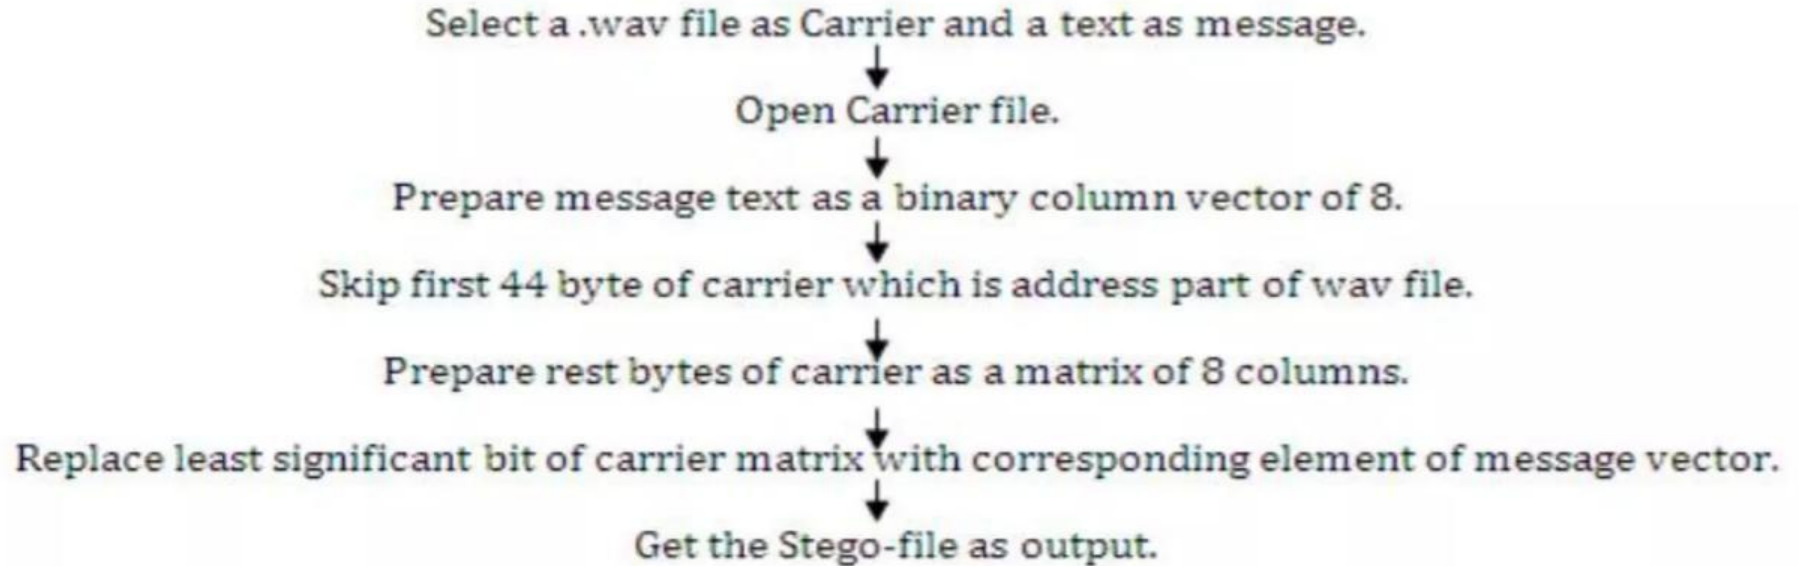 Select a .wav file as Carrier and a text as message.
Open Carrier file.
Prepare message text as a binary column vector of 8.
Skip first 44 byte of carrier which is address part of wav file.
Prepare rest bytes of carrier as a matrix of 8 columns.
Replace least significant bit of carrier matrix with corresponding element of message vector.
Get the Stego-file as output.